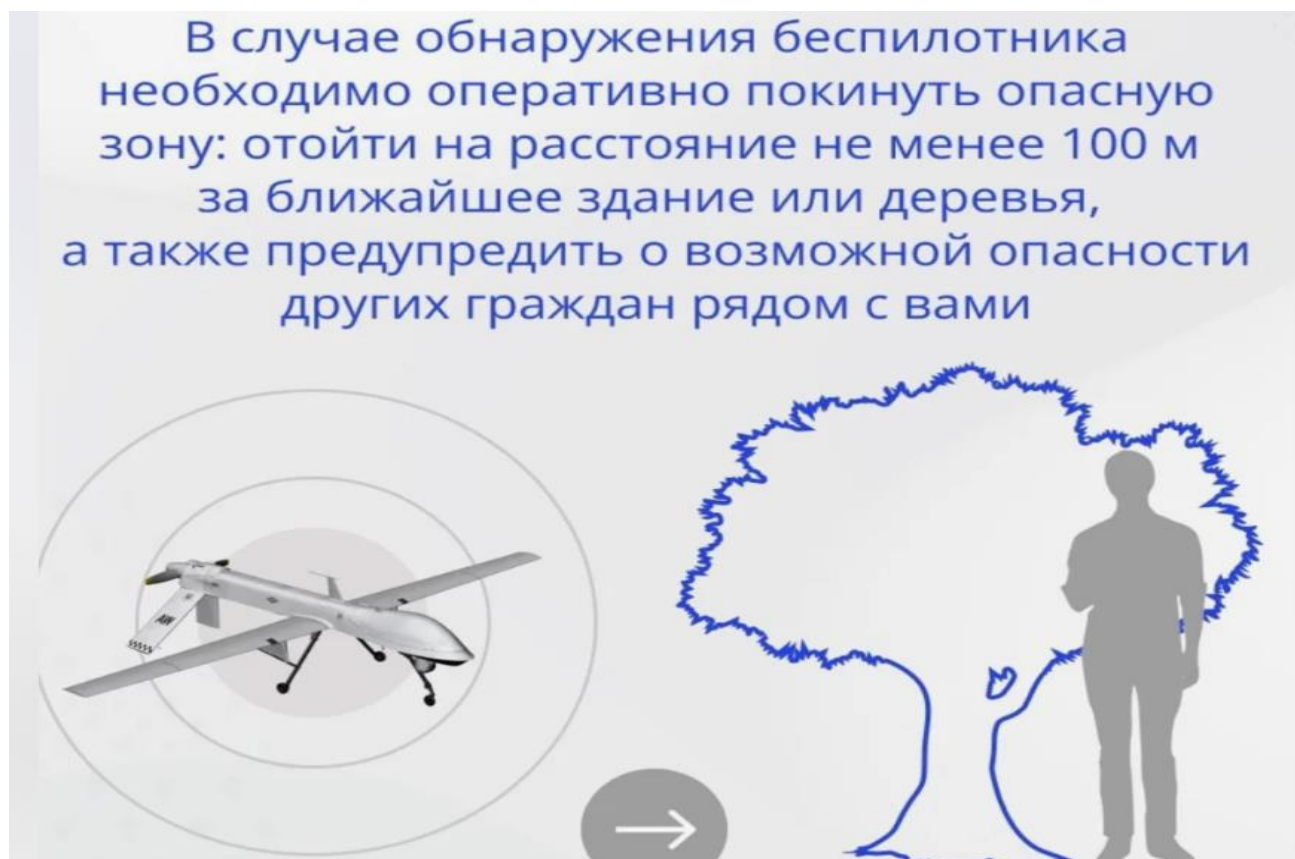 В случае обнаружения беспилотника
необходимо оперативно покинуть опасную
зону: отойти на расстояние не менее 100 м
за ближайшее здание или деревья,
а также предупредить о возможной опасности
других граждан рядом с вами